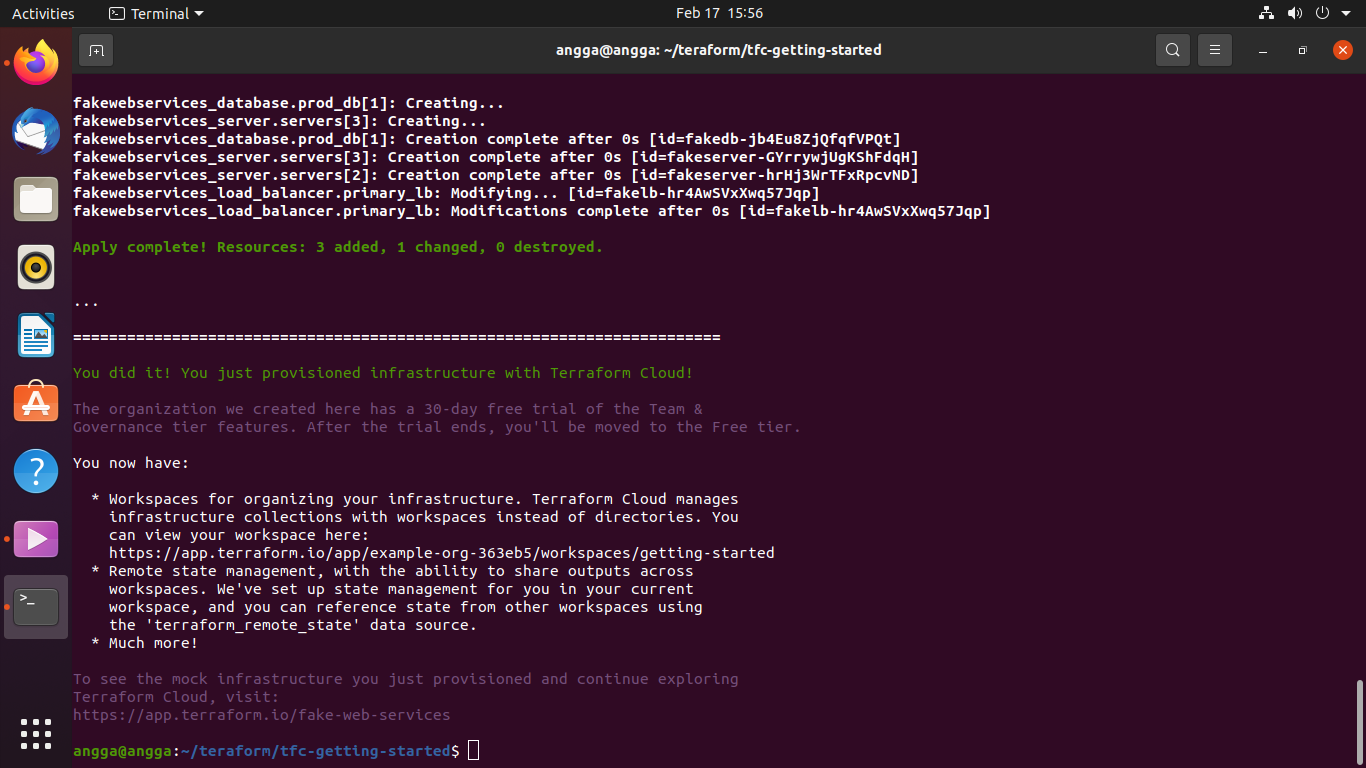 Activities
Terminal
Feb 17 15:56
angga@angga: ~/teraform/tfc-getting-started
fakewebservices_database.prod_db[1]: Creating...
fakewebservices_server.servers[3]: Creating...
fakewebservices_database.prod_db[1]: Creation complete after 0s [id=fakedb-jb4Eu8ZjQfqfVPQt]
fakewebservices_server.servers[3]: Creation complete after 0s [id=fakeserver-GYrrywjUgKShFdqH]
fakewebservices_server.servers[2]: Creation complete after 0s [id=fakeserver-hrHj3WrTFxRpcvND]
fakewebservices_load_balancer.primary_lb: Modifying... [id=fakelb-hr4AwSVxXwq57Jqp]
fakewebservices_load_balancer.primary_lb: Modifications complete after 0s [id=fakelb-hr4AwSVxXwq57Jqp]
Apply complete! Resources: 3 added, 1 changed, 0 destroyed.
...
========================================================================
You did it! You just provisioned infrastructure with Terraform Cloud!
The organization we created here has a 30-day free trial of the Team &
Governance tier features. After the trial ends, you'll be moved to the Free tier.
You now have:
* Workspaces for organizing your infrastructure. Terraform Cloud manages
infrastructure collections with workspaces instead of directories. You
can view your workspace here:
https://app.terraform.io/app/example-org-363eb5/workspaces/getting-started
* Remote state management, with the ability to share outputs across
workspaces. We've set up state management for you in your current
workspace, and you can reference state from other workspaces using
the 'terraform_remote_state' data source.
* Much more!
To see the mock infrastructure you just provisioned and continue exploring
Terraform Cloud, visit:
https://app.terraform.io/fake-web-services
angga@angga:~/teraform/tfc-getting-started$